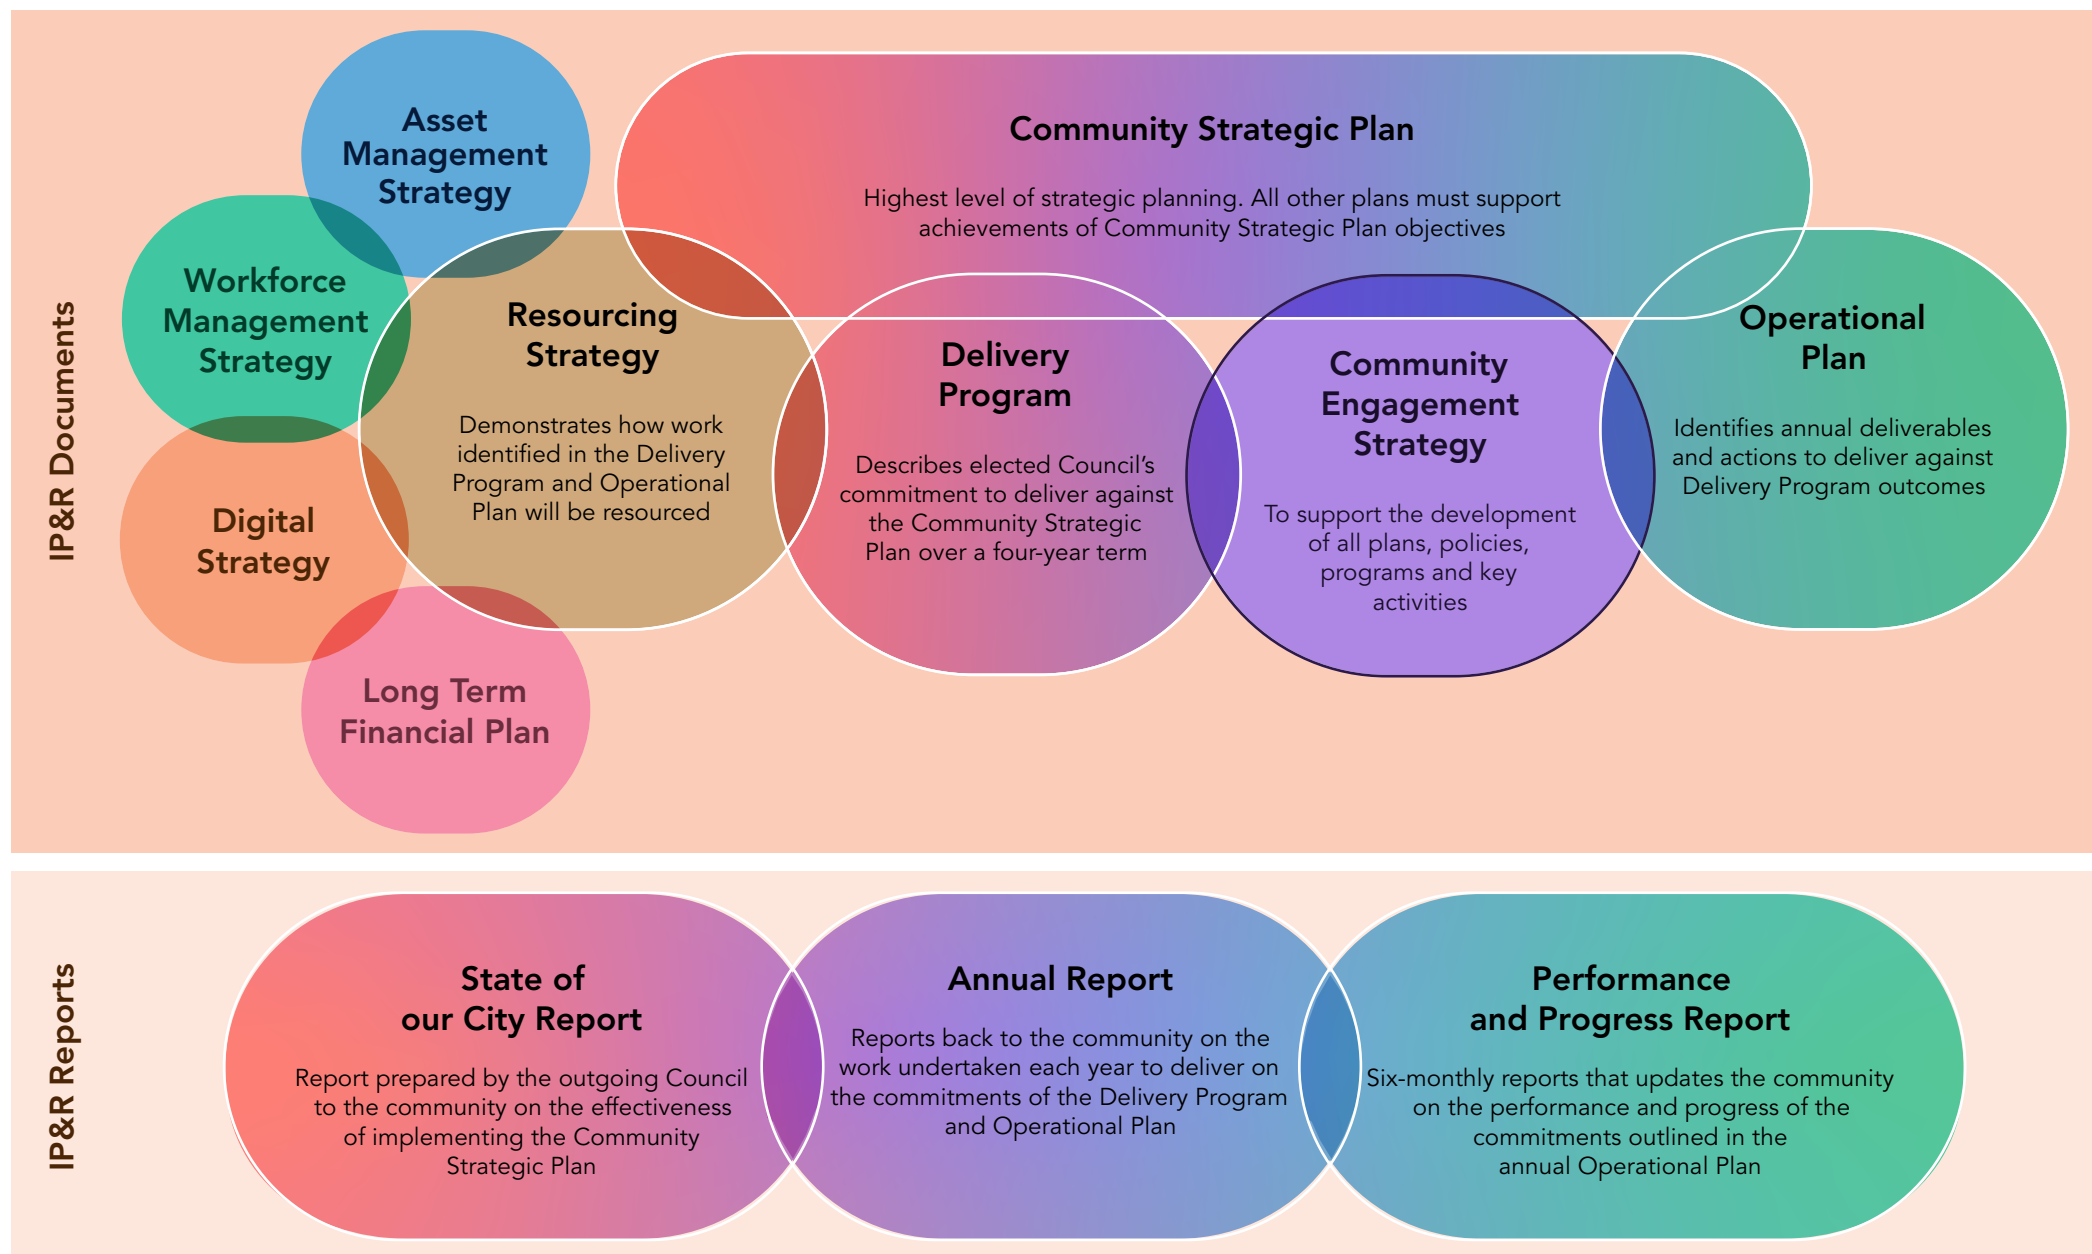 IP&R Documents
Asset
Management
Strategy
Workforce
Management
Strategy
Digital
Strategy
Long Term
Financial Plan
Resourcing
Strategy
Demonstrates how work
identified in the Delivery
Program and Operational
Plan will be resourced
Community Strategic Plan
Highest level of strategic planning. All other plans must support
achievements of Community Strategic Plan objectives
Delivery
Program
Describes elected Council’s
commitment to deliver against
the Community Strategic
Plan over a four-year term
Community
Engagement
Strategy
To support the development
of all plans, policies,
programs and key
activities
Operational
Plan
Identifies annual deliverables
and actions to deliver against
Delivery Program outcomes
IP&R Reports
State of
our City Report
Report prepared by the outgoing Council
to the community on the effectiveness
of implementing the Community
Strategic Plan
Annual Report
Reports back to the community on the
work undertaken each year to deliver on
the commitments of the Delivery Program
and Operational Plan
Performance
and Progress Report
Six-monthly reports that updates the community
on the performance and progress of the
commitments outlined in the
annual Operational Plan